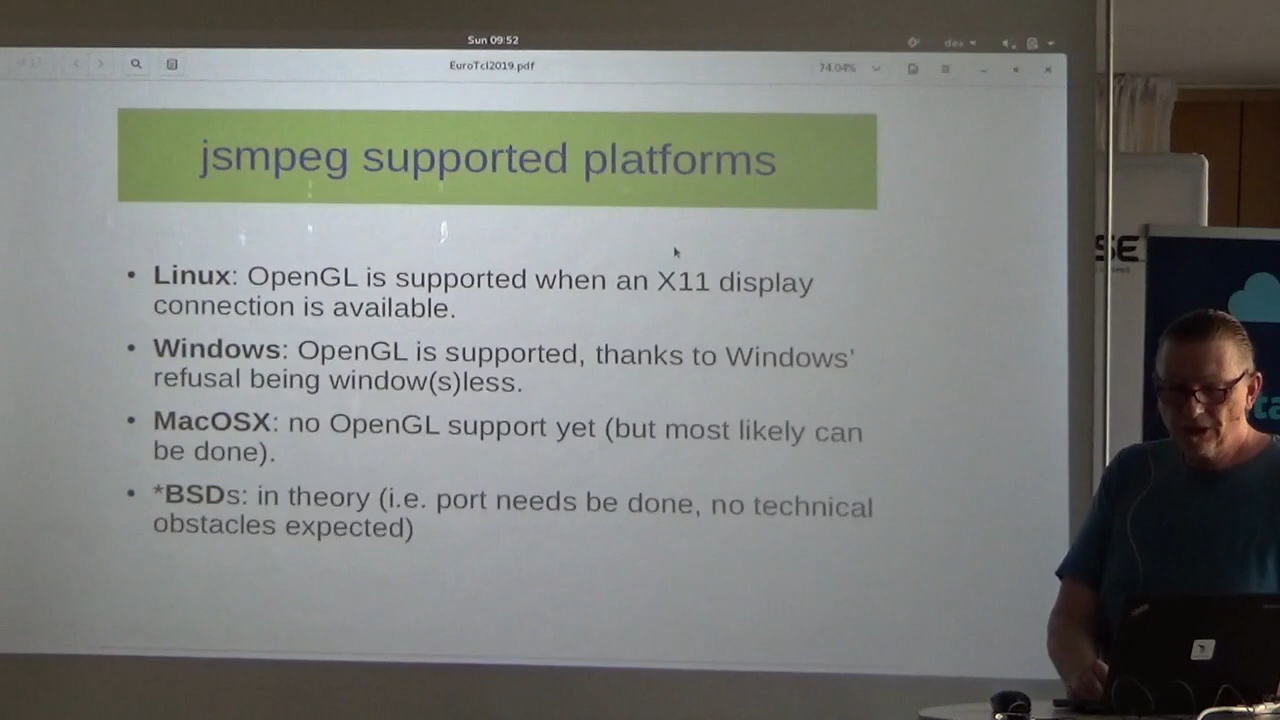 Sun 09:52
EuroTcl2019.pdf
74.04%
jsmpeg supported platforms
• Linux: OpenGL is supported when an X11 display
connection is available.
• Windows: OpenGL is supported, thanks to Windows'
refusal being window(s)less.
• MacOSX: no OpenGL support yet (but most likely can
be done).
• *BSDs: in theory (i.e. port needs be done, no technical
obstacles expected)
SE